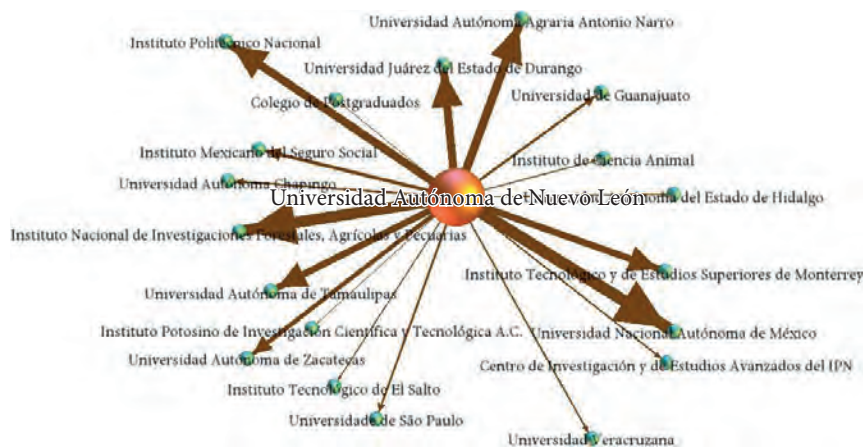 Universidad Autónoma Agraria Antonio Narro
Instituto Politécnico Nacional
Universidad Juárez del Estado de Durango
Universidad de Guanajuato
Colegio de Postgraduados
Instituto Mexicano del Seguro Social
Instituto de Ciencia Animal
Universidad Autónoma Chapingo
Universidad Autónoma de Nuevo León
del Estado de Hidalgo
Instituto Nacional de Investigaciones Forestales, Agrícolas y Pecuarias
Instituto Tecnológico y de Estudios Superiores de Monterrey
Universidad Autónoma de Tamaulipas
Instituto Potosino de Investigación Científica y Tecnológica A.C.
Universidad Nacional Autónoma de México
Universidad Autónoma de Zacatecas
Centro de Investigación y de Estudios Avanzados del IPN
Instituto Tecnológico de El Salto
Universidade de São Paulo
Universidad Veracruzana